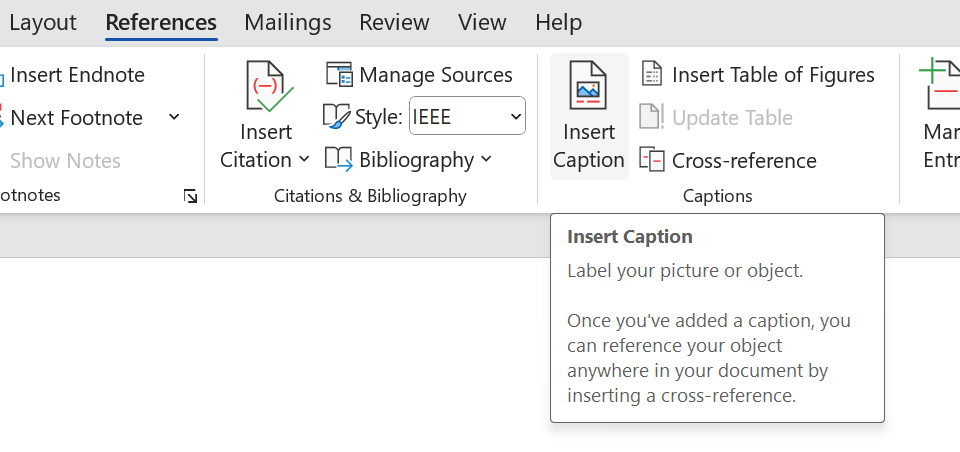 Layout References Mailings Review View Help
Insert Endnote
Next Footnote
Show Notes
otnotes
Insert
Citation
Manage Sources
Style: IEEE
Bibliography
Citations & Bibliography
Insert
Caption
Insert Table of Figures
Update Table
Cross-reference
Captions
Mar
Entr
Insert Caption
Label your picture or object.
Once you've added a caption, you
can reference your object
anywhere in your document by
inserting a cross-reference.